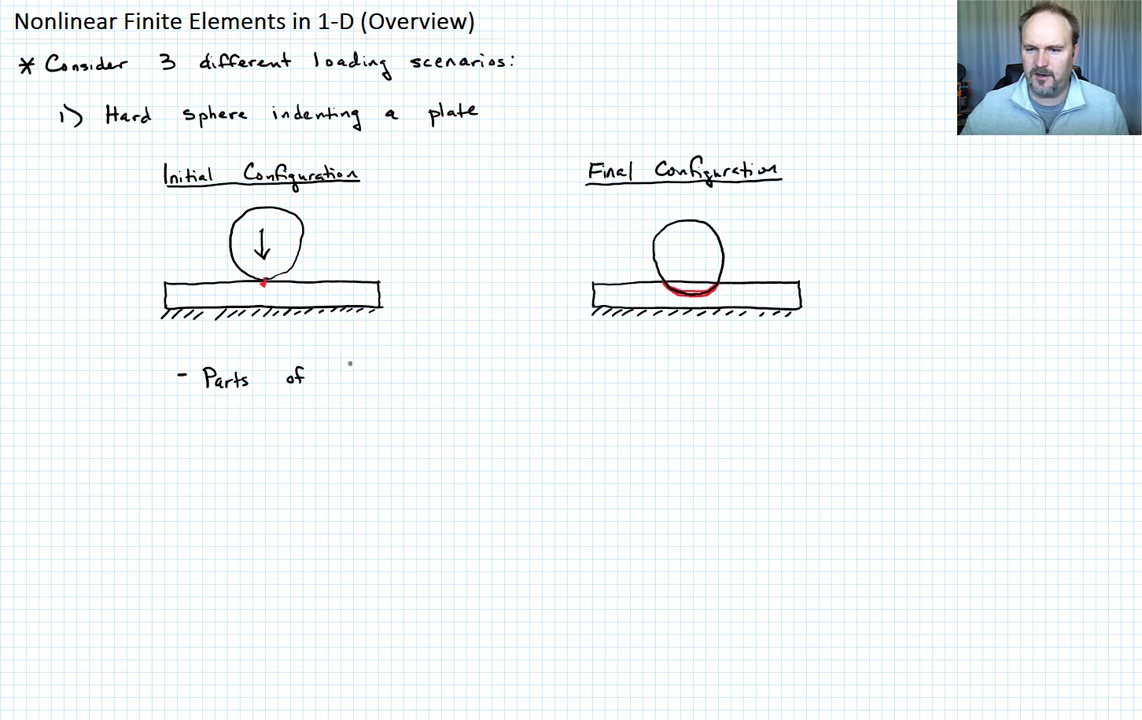 Nonlinear Finite Elements in 1-D (Overview)
* Consider 3 different loading scenarios:
1) Hard sphere indenting a plate
Initial Configuration
Final Configuration
- Parts of